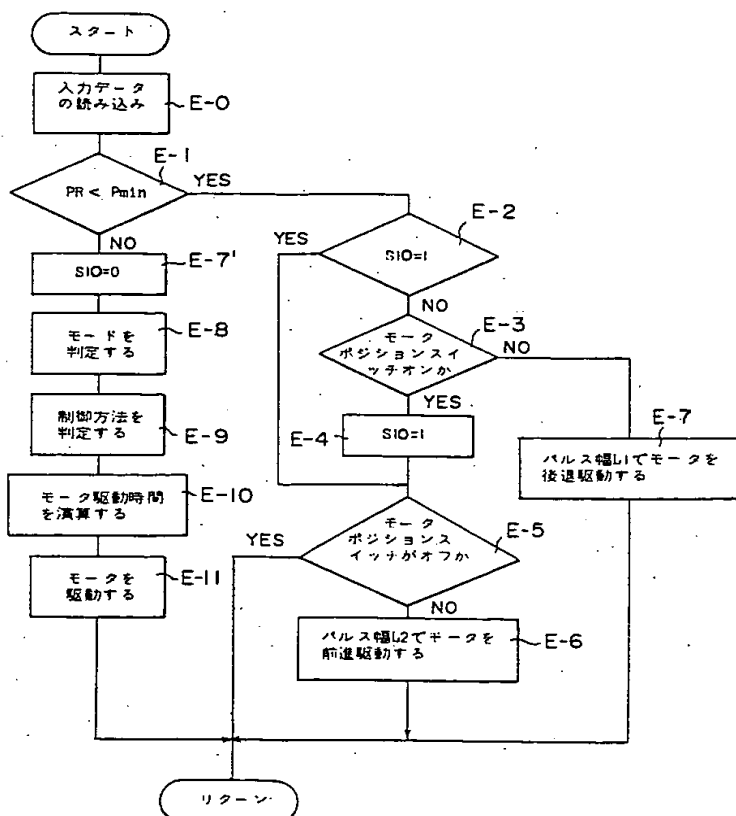 スタート
入力データ
の読み込み
E-0
E-1
PR < Pmin
YES
NO
E-2
YES
S10=1
NO
S10=0
E-7'
E-3
モータ
ポジションスイ
ッチオンか
NO
YES
モードを
判定する
E-8
E-4
S10=1
制御方法を
判定する
E-9
E-7
パルス幅L1でモータを
後退駆動する
モータ駆動時間
を演算する
E-10
モータ
ポジションス
イッチがオフか
E-5
YES
NO
モータを
駆動する
E-11
パルス幅L2でモータを
前進駆動する
E-6
リターン